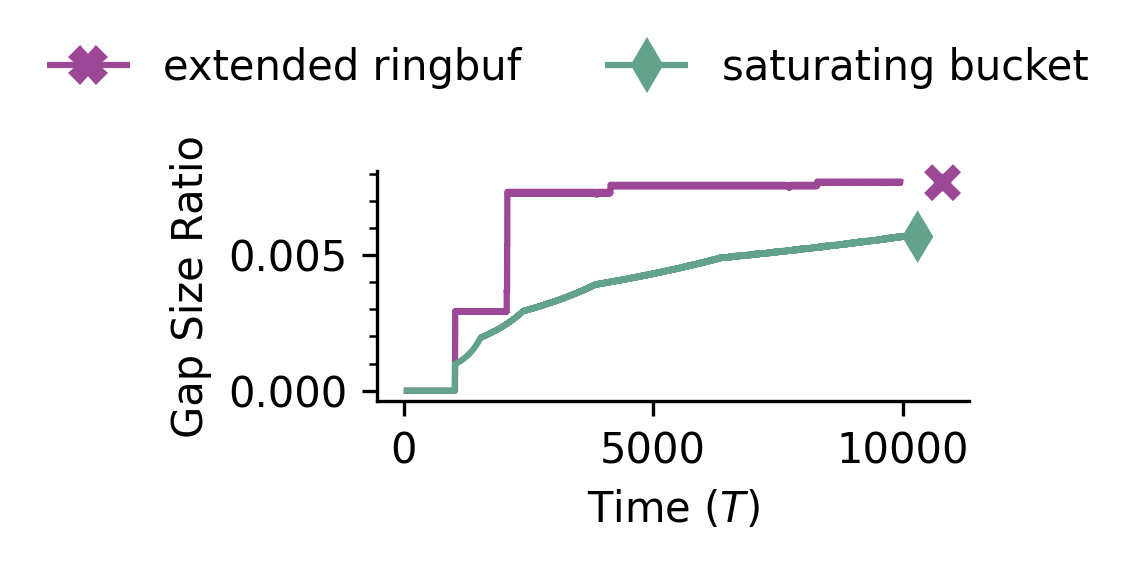 extended ringbuf
saturating bucket
Gap Size Ratio
0.005
0.000
0
5000
10000
Time (T)